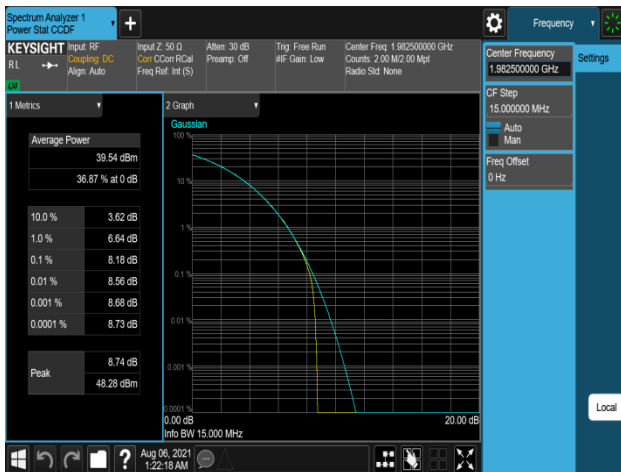 Spectrum Analyzer 1
Power Stat CCDF
Frequency
KEYSIGHT
RL
LNI
Input: RF
Coupling: DC
Align: Auto
Input Z: 50 Ω
Corr CCorr RCal
Freq Ref: Int (S)
Atten: 30 dB
Preamp: Off
Trig: Free Run
#IF Gain: Low
Center Freq: 1.982500000 GHz
Counts: 2.00 M/2.00 Mpt
Radio Std: None
Center Frequency
1.982500000 GHz
Settings
CF Step
15.000000 MHz
Auto
Man
Freq Offset
0 Hz
Local
1 Metrics
Average Power
39.54 dBm
36.87 % at 0 dB
10.0 % 3.62 dB
1.0 % 6.64 dB
0.1 % 8.18 dB
0.01 % 8.56 dB
0.001 % 8.68 dB
0.0001 % 8.73 dB
Peak 8.74 dB
48.28 dBm
2 Graph
Gaussian
100 %
10 %
1 %
0.1 %
0.01 %
0.001 %
0.0001 %
0.00 dB 20.00 dB
Info BW 15.000 MHz
Aug 06, 2021
1:22:18 AM